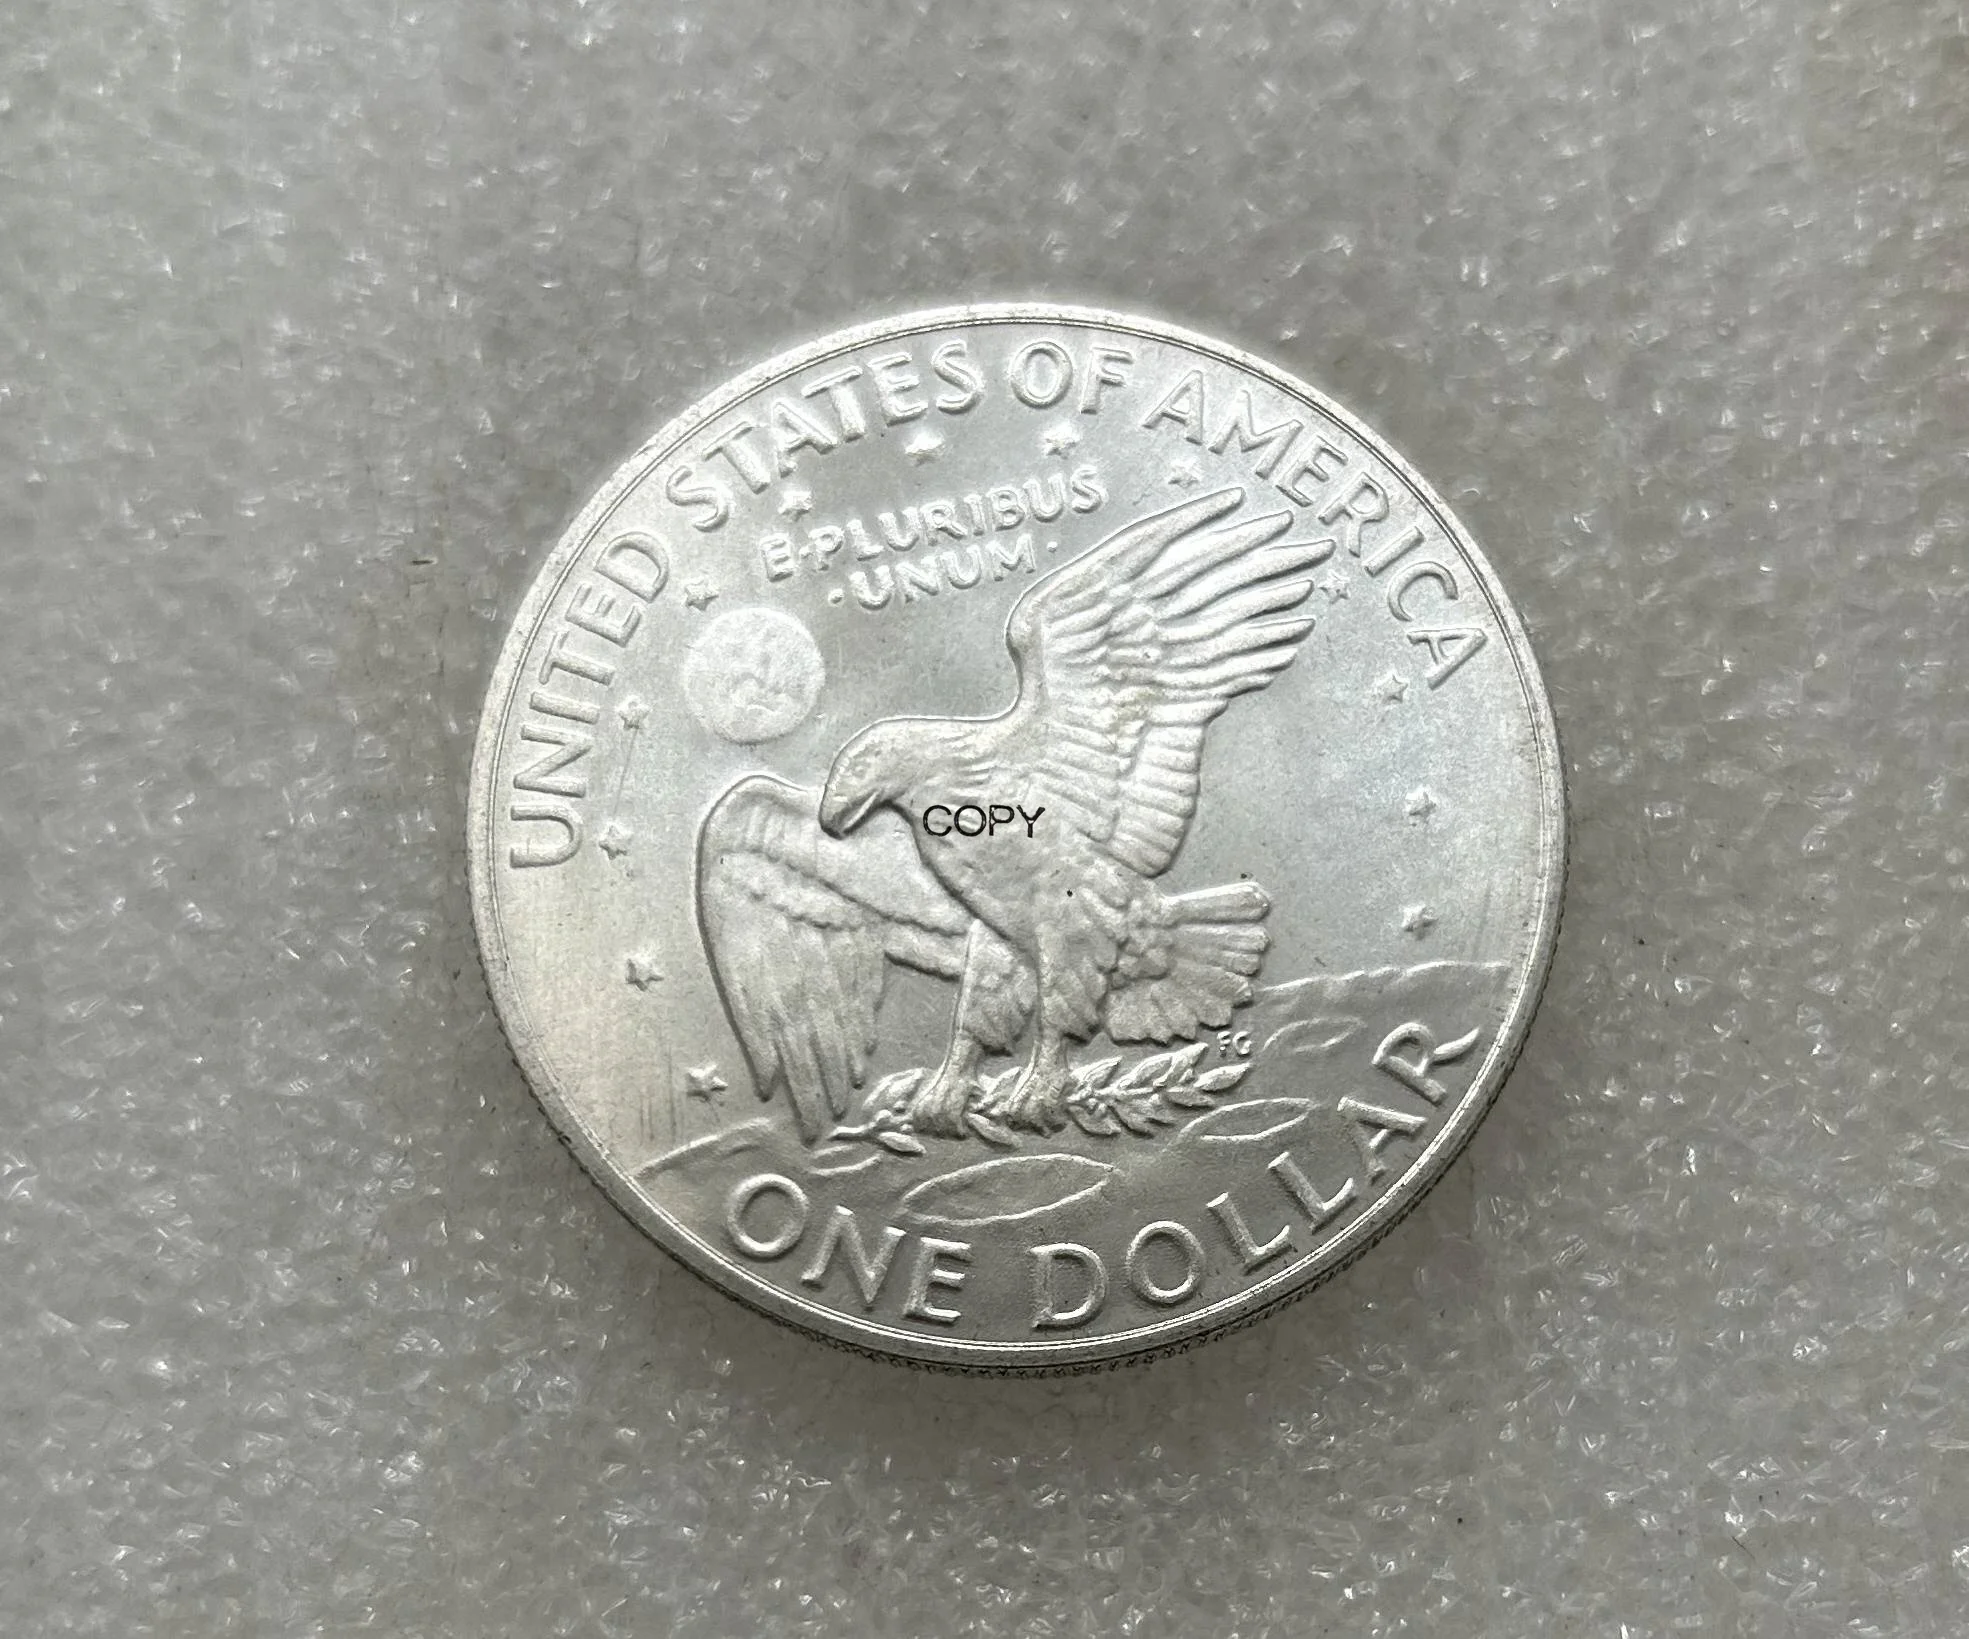 UNITED STATES OF AMERICA
E·PLURIBUS
·UNUM·
COPY
FG
ONE DOLLAR